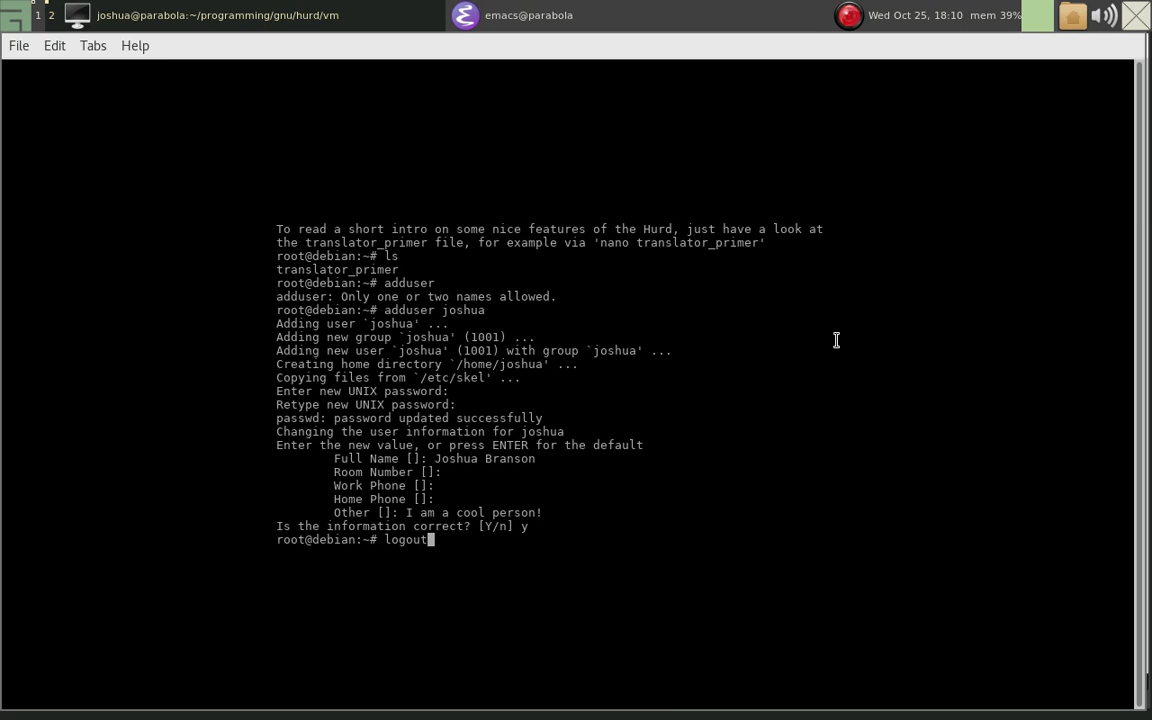 1 2 joshua@parabola:~/programming/gnu/hurd/vm emacs@parabola Wed Oct 25, 18:10 mem 39%
File Edit Tabs Help
To read a short intro on some nice features of the Hurd, just have a look at
the translator_primer file, for example via 'nano translator_primer'
root@debian:~# ls
translator_primer
root@debian:~# adduser
adduser: Only one or two names allowed.
root@debian:~# adduser joshua
Adding user `joshua' ...
Adding new group `joshua' (1001) ...
Adding new user `joshua' (1001) with group `joshua' ...
Creating home directory `/home/joshua' ...
Copying files from `/etc/skel' ...
Enter new UNIX password:
Retype new UNIX password:
passwd: password updated successfully
Changing the user information for joshua
Enter the new value, or press ENTER for the default
        Full Name []: Joshua Branson
        Room Number []:
        Work Phone []:
        Home Phone []:
        Other []: I am a cool person!
Is the information correct? [Y/n] y
root@debian:~# logout